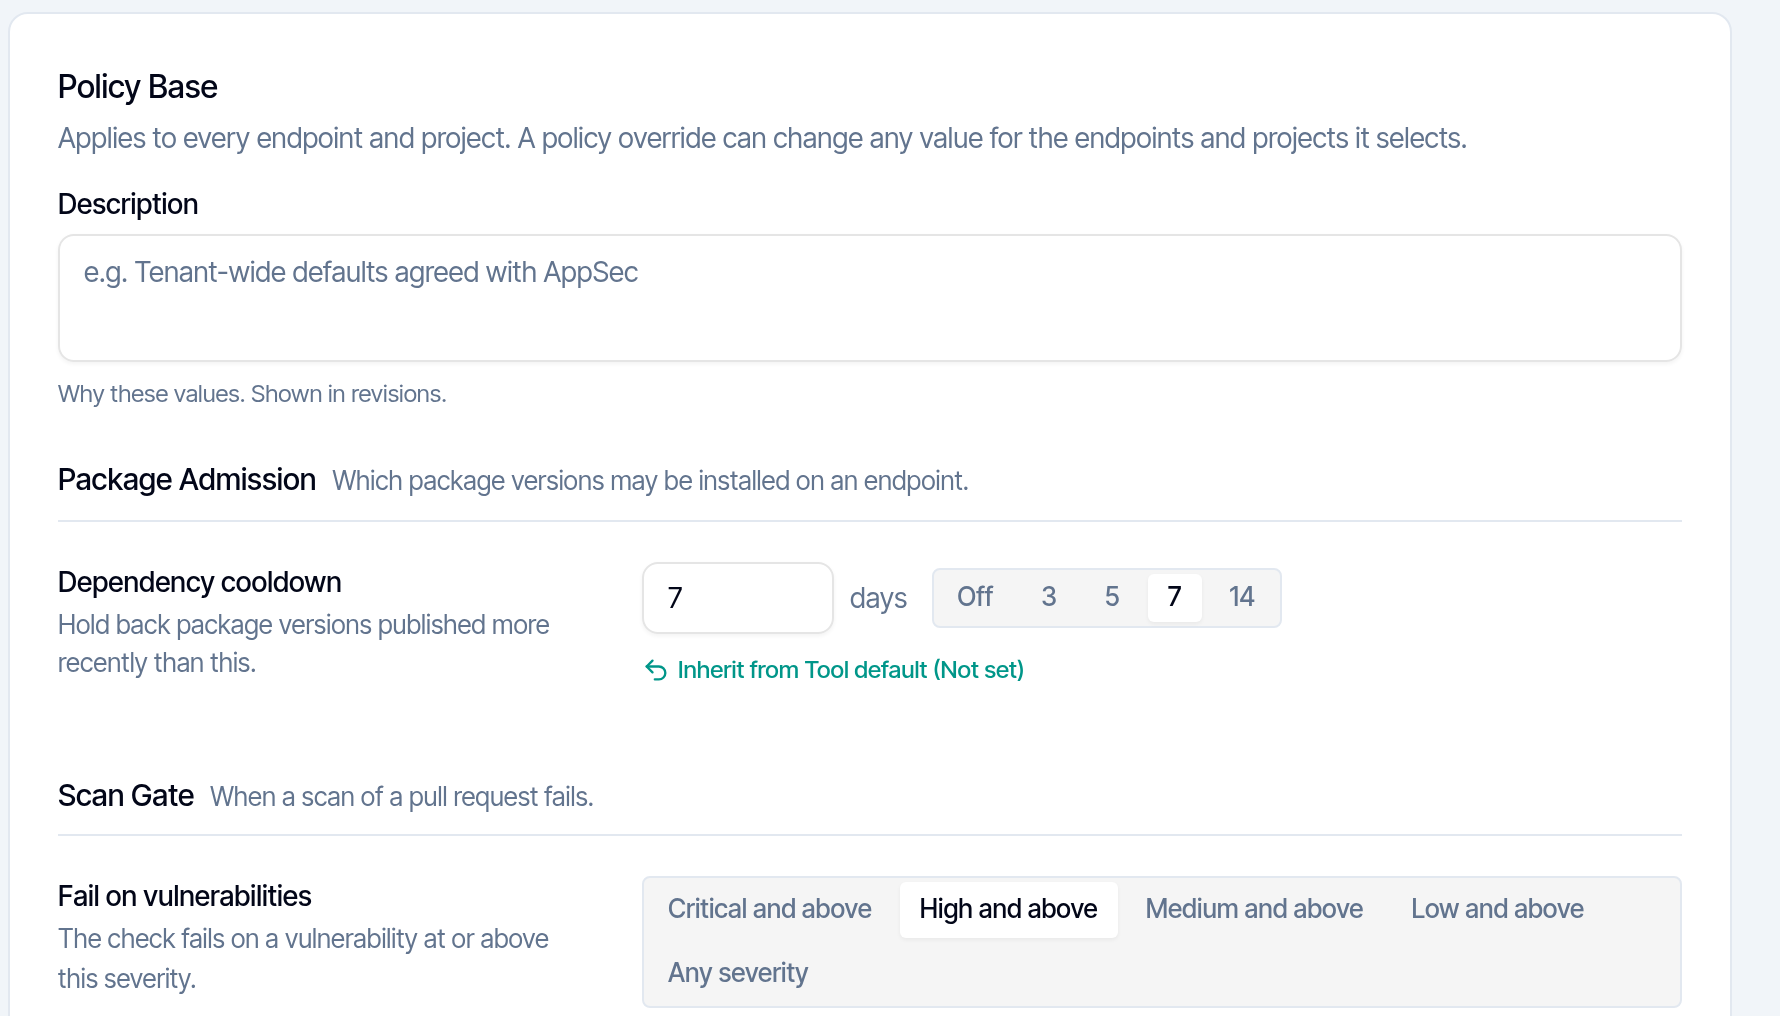 Policy Base
Applies to every endpoint and project. A policy override can change any value for the endpoints and projects it selects.
Description
e.g. Tenant-wide defaults agreed with AppSec
Why these values. Shown in revisions.
Package Admission Which package versions may be installed on an endpoint.
Dependency cooldown
Hold back package versions published more
recently than this.
7 days Off 3 5 7 14
Inherit from Tool default (Not set)
Scan Gate When a scan of a pull request fails.
Fail on vulnerabilities
The check fails on a vulnerability at or above
this severity.
Critical and above High and above Medium and above Low and above
Any severity